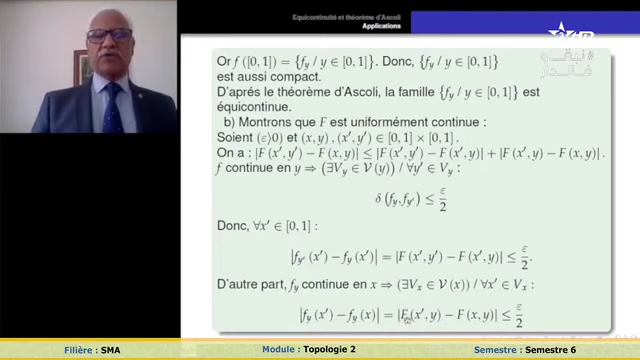 Equicontinuité et théorème d'Ascoli
Applications
#نبقاو
فالدار
Or f ([0,1]) = {f_y / y ∈ [0,1]}. Donc, {f_y / y ∈ [0,1]}
est aussi compact.
D'aprés le théorème d'Ascoli, la famille {f_y / y ∈ [0,1]} est
équicontinue.
b) Montrons que F est uniformément continue :
Soient (ε⟩0) et (x,y), (x',y') ∈ [0,1] × [0,1].
On a : |F(x',y') − F(x,y)| ≤ |F(x',y') − F(x',y)| + |F(x',y) − F(x,y)|.
f continue en y ⇒ (∃V_y ∈ 𝒱(y)) / ∀y' ∈ V_y :
δ(f_y, f_y') ≤ ε/2
Donc, ∀x' ∈ [0,1] :
|f_y'(x') − f_y(x')| = |F(x',y') − F(x',y)| ≤ ε/2.
D'autre part, f_y continue en x ⇒ (∃V_x ∈ 𝒱(x)) / ∀x' ∈ V_x :
|f_y(x') − f_y(x)| = |F(x',y) − F(x,y)| ≤ ε/2
Filière : SMA
Module : Topologie 2
Semestre : Semestre 6